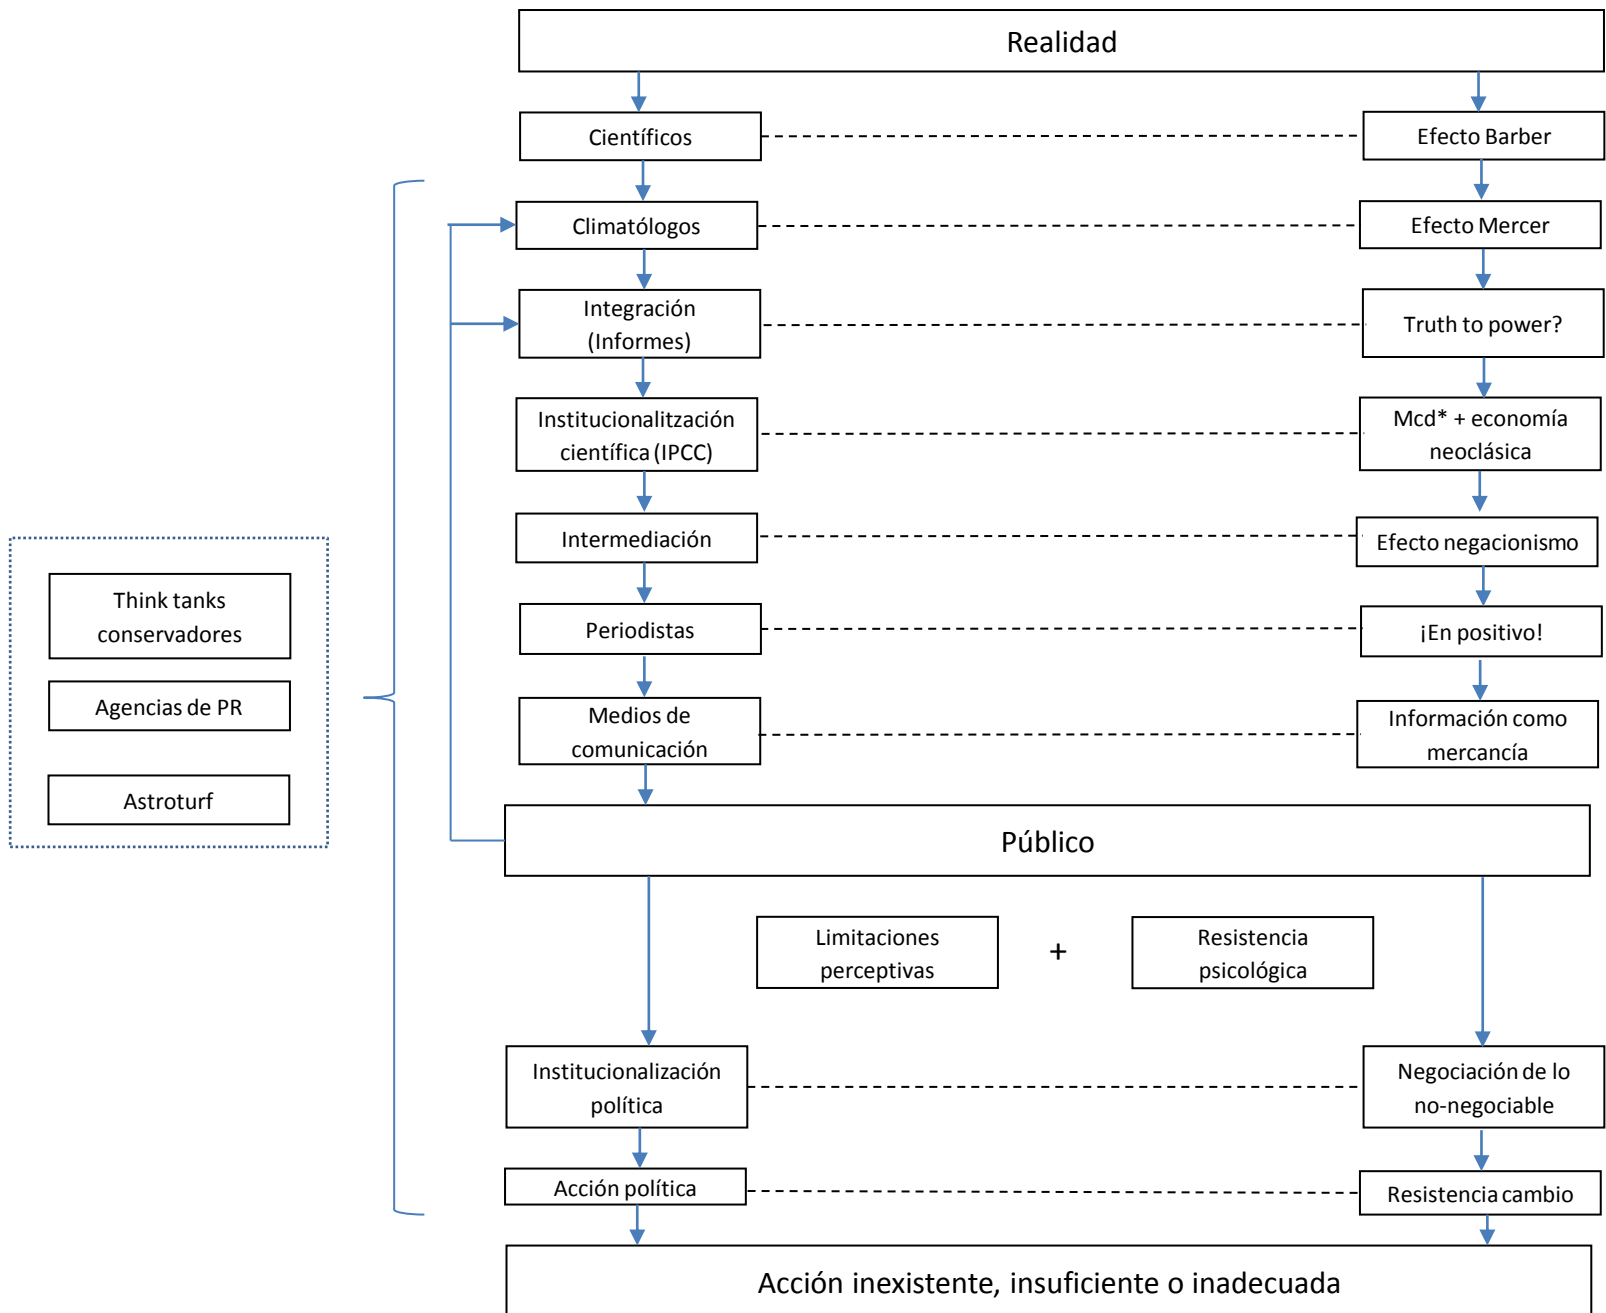 Realidad
Científicos
Efecto Barber
Climatólogos
Efecto Mercer
Integración
(Informes)
Truth to power?
Institucionalitzación
científica (IPCC)
Mcd* + economía
neoclásica
Intermediación
Efecto negacionismo
Think tanks
conservadores
Periodistas
¡En positivo!
Agencias de PR
Medios de
comunicación
Información como
mercancía
Astroturf
Público
Limitaciones
perceptivas
+
Resistencia
psicológica
Institucionalización
política
Negociación de lo
no-negociable
Acción política
Resistencia cambio
Acción inexistente, insuficiente o inadecuada